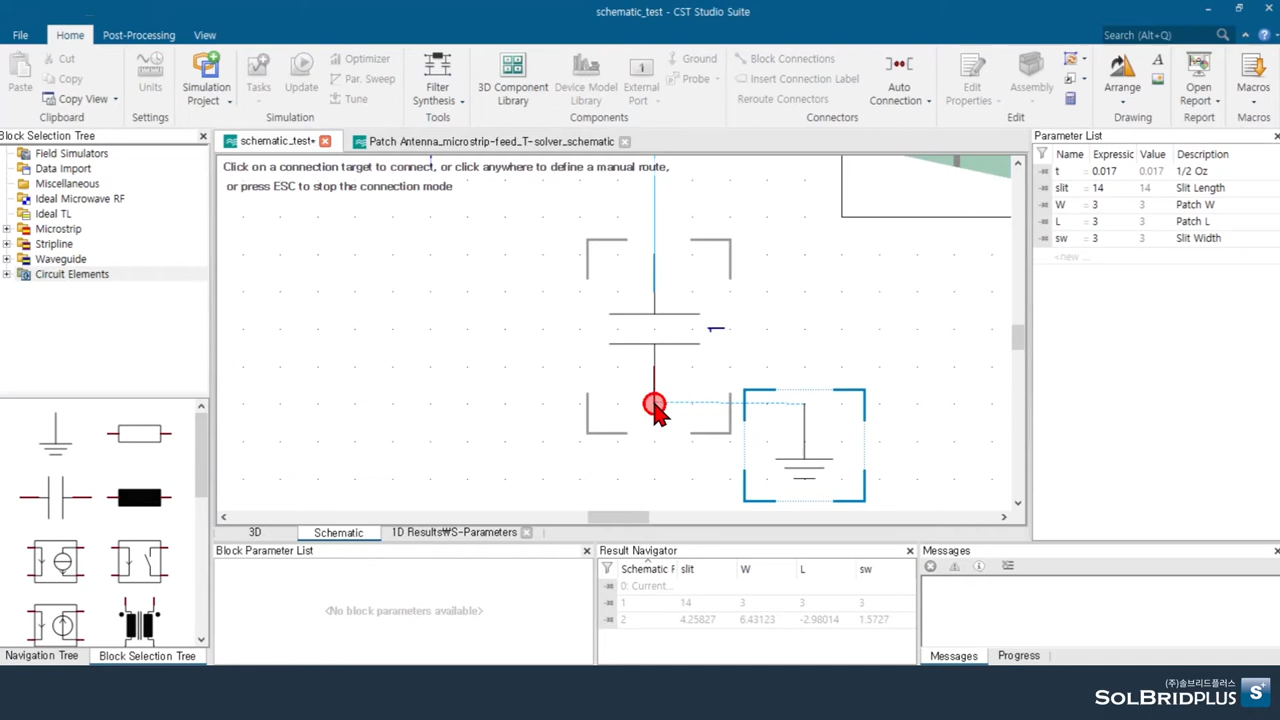 schematic_test - CST Studio Suite
File Home Post-Processing View Search (Alt+Q)
Paste Cut Copy Copy View Clipboard
Units Settings
Simulation Project Tasks Update Optimizer Par. Sweep Tune Simulation
Filter Synthesis Tools
3D Component Library Device Model Library External Port Ground Probe Components
Block Connections Insert Connection Label Reroute Connections Auto Connection Connectors
Edit Properties Assembly Edit
Arrange Drawing
Open Report Report
Macros Macros
Block Selection Tree
Field Simulators
Data Import
Miscellaneous
Ideal Microwave RF
Ideal TL
Microstrip
Stripline
Waveguide
Circuit Elements
Navigation Tree Block Selection Tree
schematic_test* Patch Antenna_microstrip-feed_T-solver_schematic
Click on a connection target to connect, or click anywhere to define a manual route,
or press ESC to stop the connection mode
3D Schematic 1D Results₩S-Parameters
Block Parameter List
<No block parameters available>
Result Navigator
Schematic F slit W L sw
0: Current...
1 14 3 3 3
2 4.25827 6.43123 -2.98014 1.5727
Parameter List
Name Expressic Value Description
t = 0.017 0.017 1/2 Oz
slit = 14 14 Slit Length
W = 3 3 Patch W
L = 3 3 Patch L
sw = 3 3 Slit Width
<new ...
Messages
Messages Progress
(주)솔브리드플러스
SOLBRIDPLUS S+